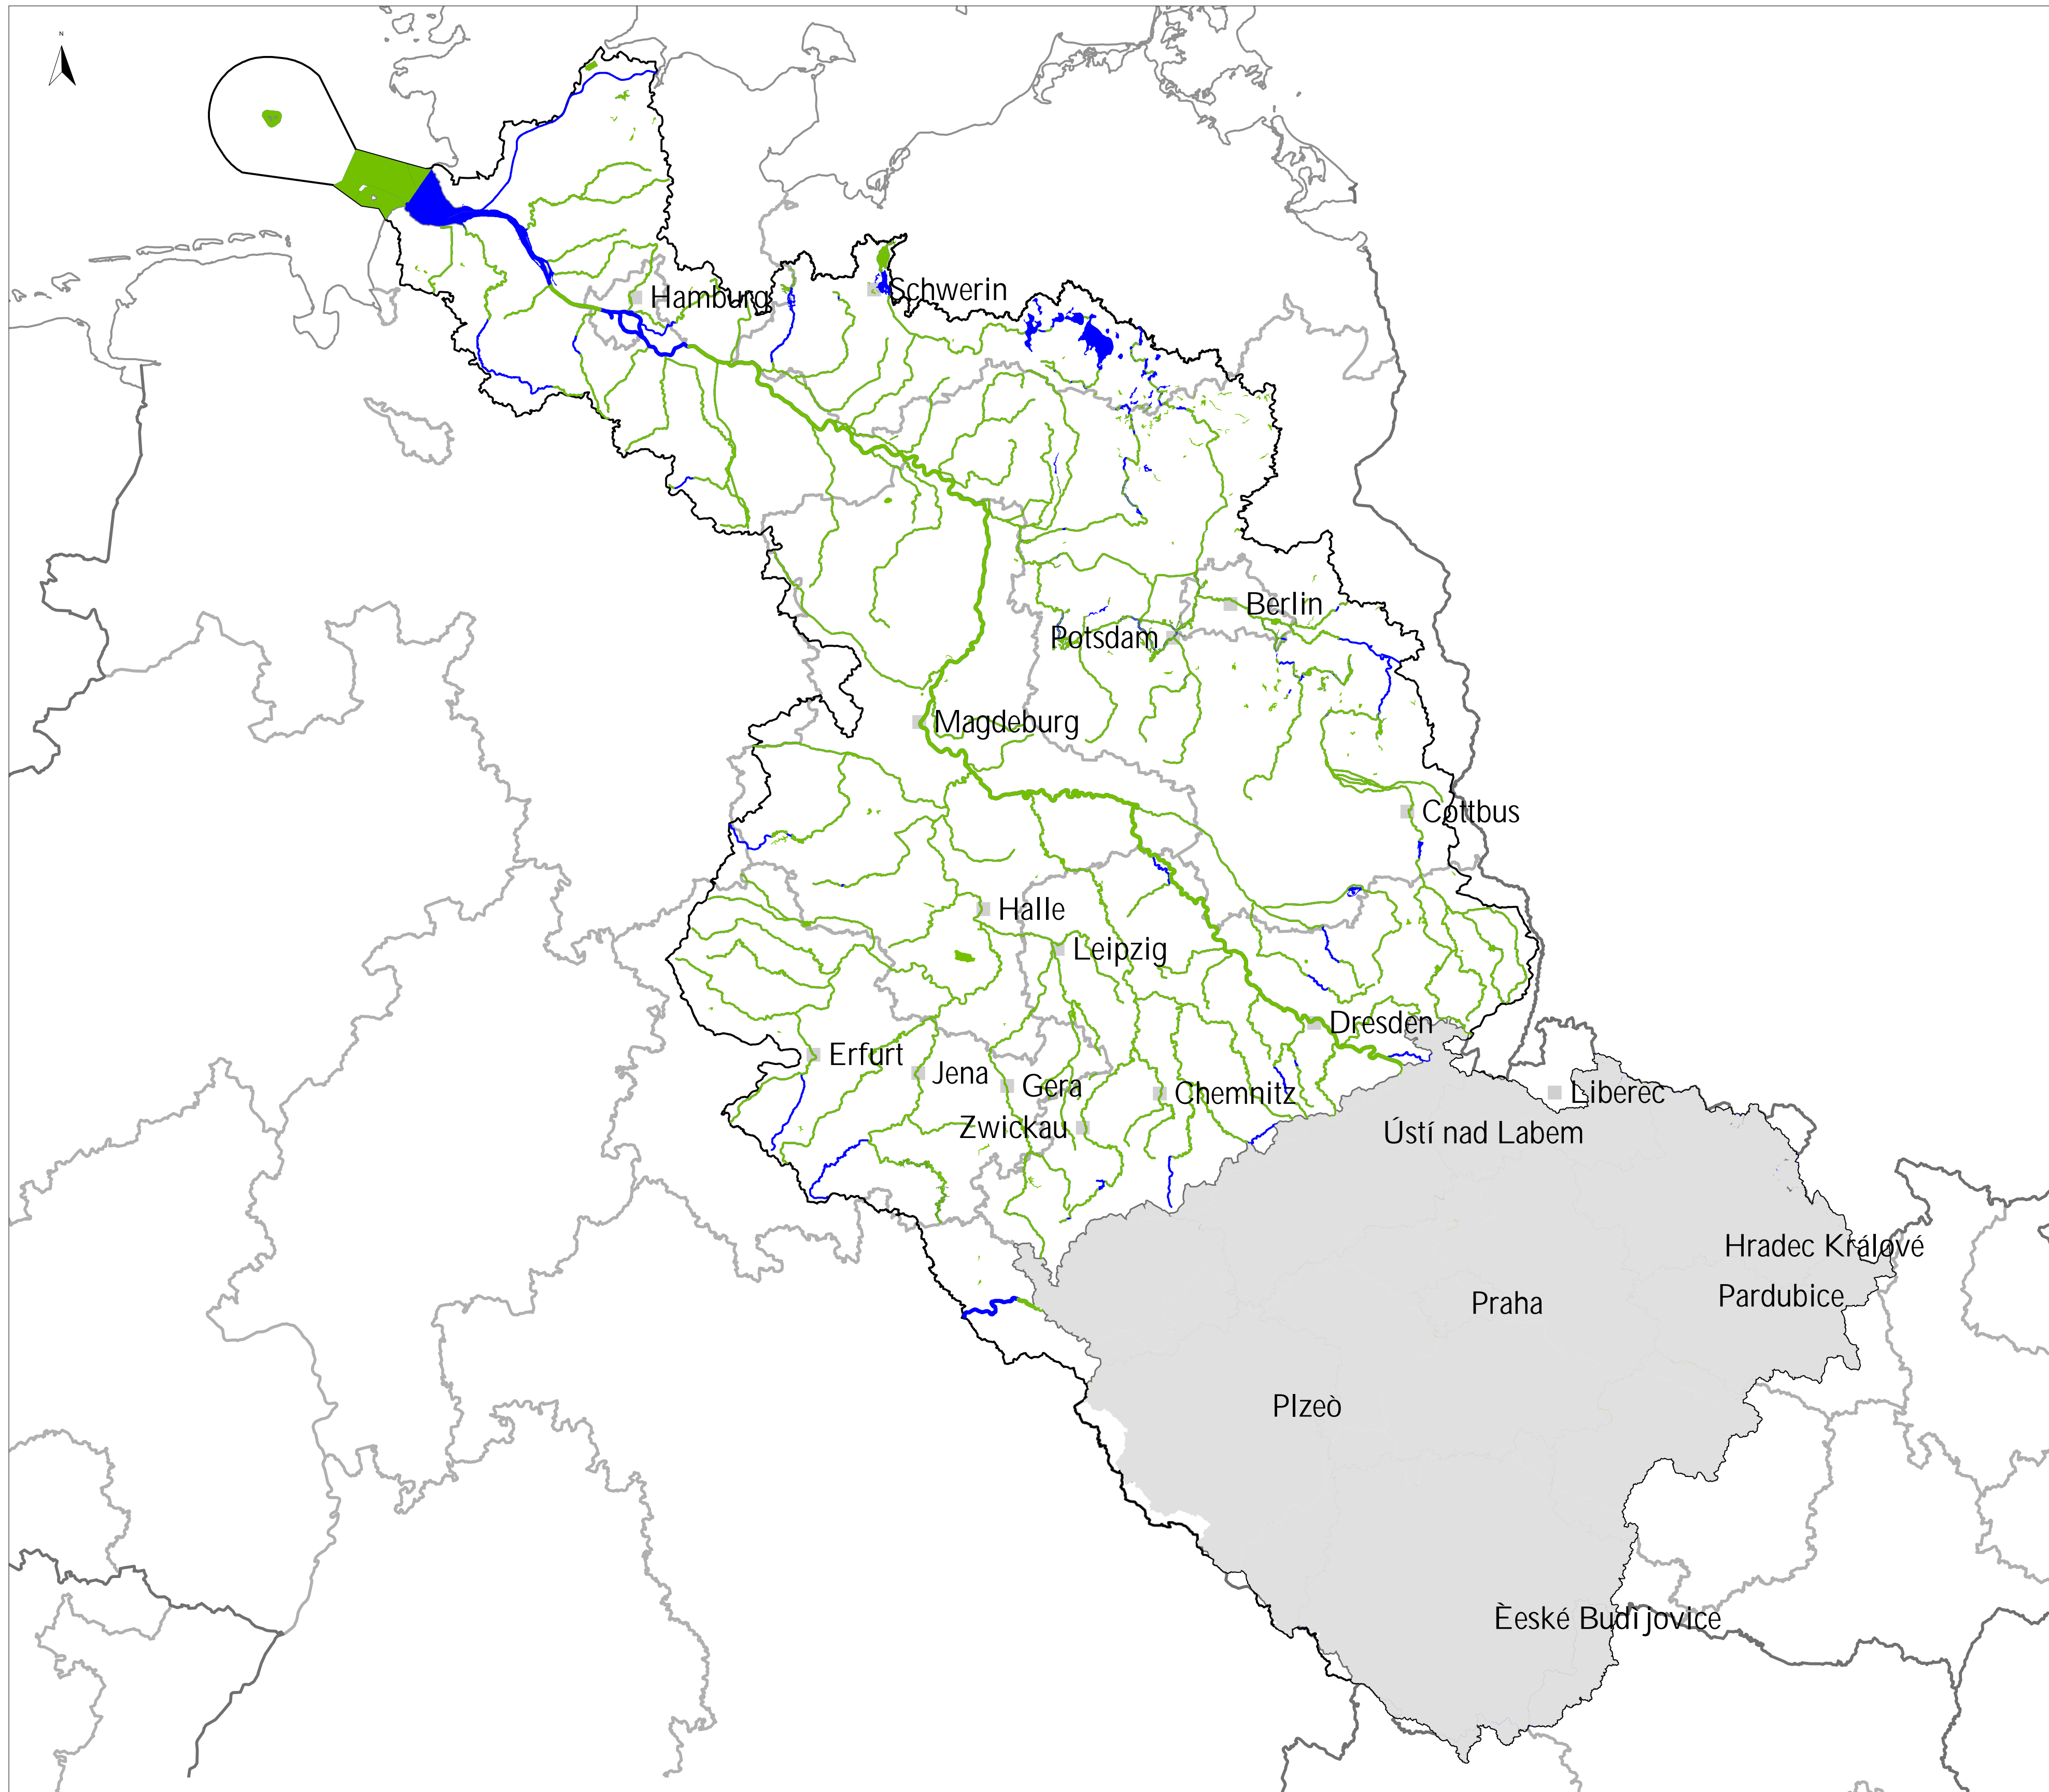 N
Hamburg
Schwerin
Berlin
Potsdam
Magdeburg
Cottbus
Halle
Leipzig
Dresden
Erfurt
Jena
Gera
Chemnitz
Liberec
Zwickau
Ústí nad Labem
Hradec Králové
Pardubice
Praha
Plzeò
Èeské Budìjovice